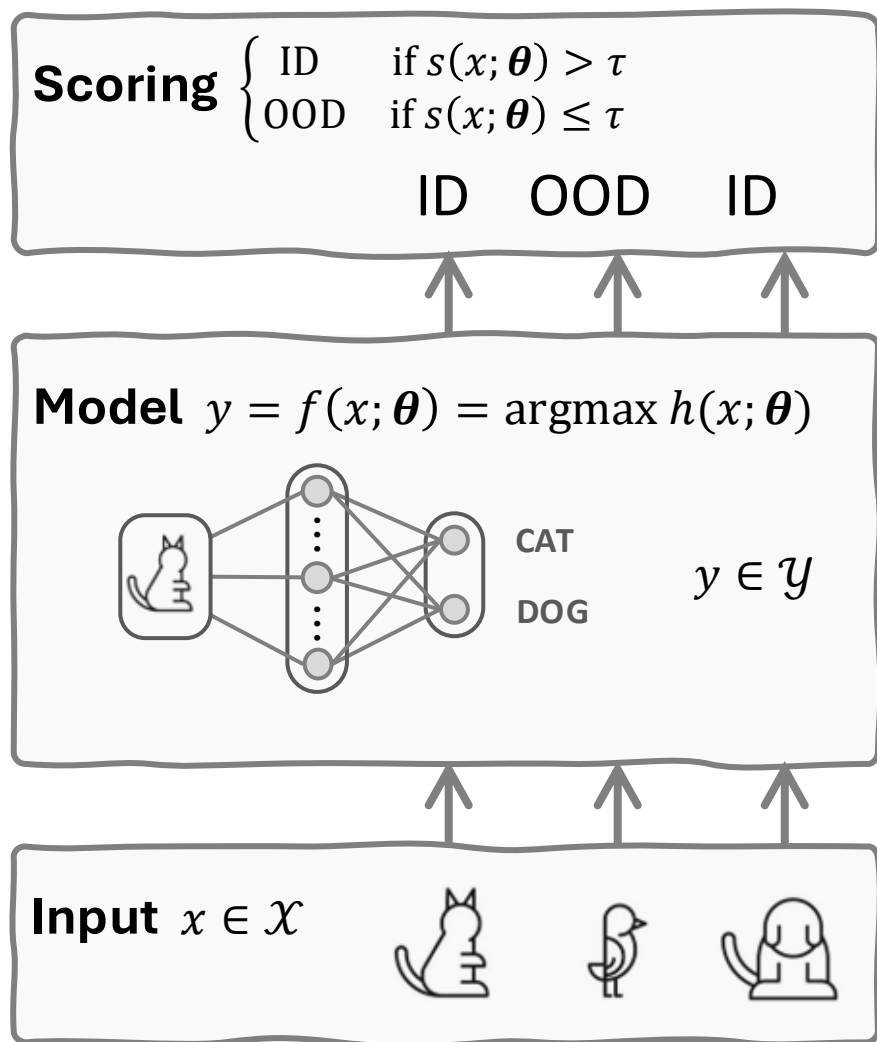 Scoring { ID if s(x; θ) > τ
OOD if s(x; θ) ≤ τ
ID OOD ID
Model y = f(x; θ) = argmax h(x; θ)
CAT
DOG
y ∈ 𝒴
Input x ∈ 𝒳